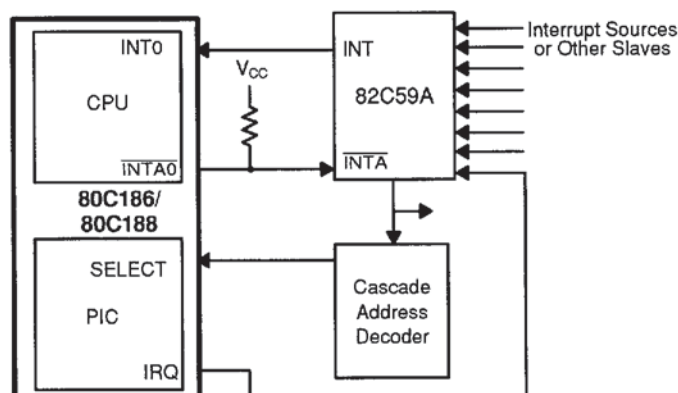 INT0
INT
Interrupt Sources
or Other Slaves
VCC
CPU
82C59A
INTA0
INTA
80C186/
80C188
SELECT
PIC
Cascade
Address
Decoder
IRQ